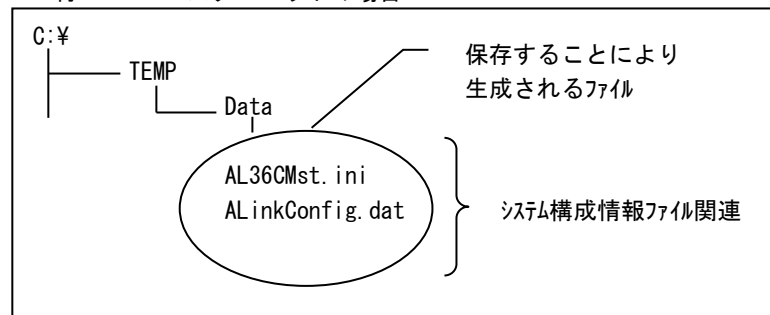 C:¥
TEMP
Data
保存することにより
生成されるﾌｧｲﾙ
AL36CMst.ini
ALinkConfig.dat
ｼｽﾃﾑ構成情報ﾌｧｲﾙ関連